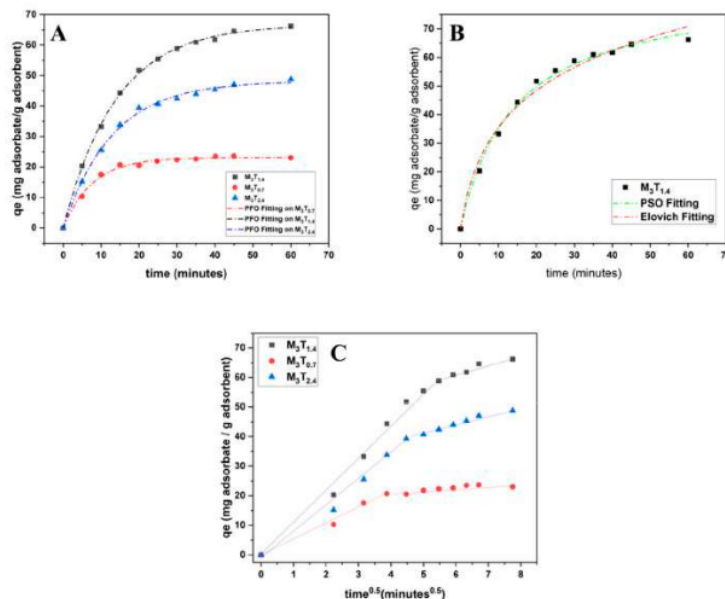 A
qe (mg adsorbate/g adsorbent)
70
60
50
40
30
20
10
0
M₃T₁.₄
M₃T₀.₇
M₃T₂.₄
PFO Fitting on M₃T₀.₇
PFO Fitting on M₃T₁.₄
PFO Fitting on M₃T₂.₄
0 10 20 30 40 50 60 70
time (minutes)
B
qe (mg adsorbate/g adsorbent)
70
60
50
40
30
20
10
0
M₃T₁.₄
PSO Fitting
Elovich Fitting
0 10 20 30 40 50 60 70
time (minutes)
C
qe (mg adsorbate / g adsorbent)
70
60
50
40
30
20
10
0
M₃T₁.₄
M₃T₀.₇
M₃T₂.₄
0 1 2 3 4 5 6 7 8
time⁰·⁵(minutes⁰·⁵)